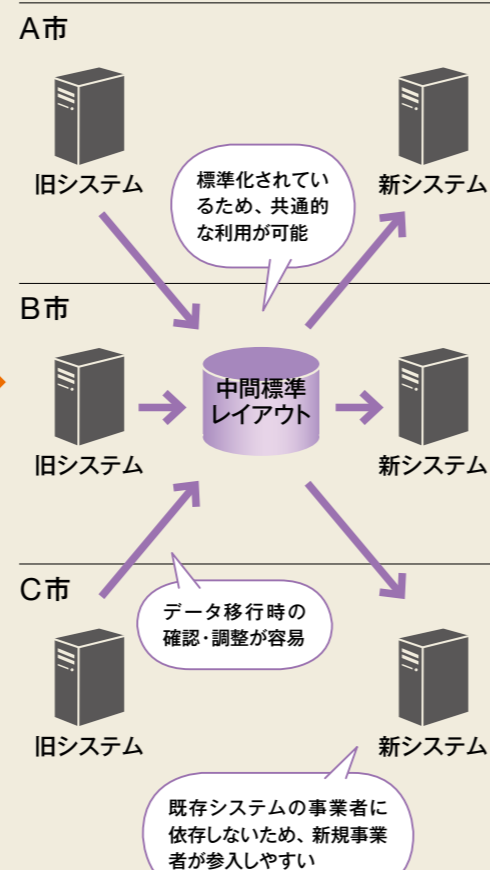 A市
旧システム
標準化されてい
るため、共通的
な利用が可能
新システム
B市
旧システム
中間標準
レイアウト
新システム
C市
データ移行時の
確認・調整が容易
旧システム
新システム
既存システムの事業者に
依存しないため、新規事業
者が参入しやすい